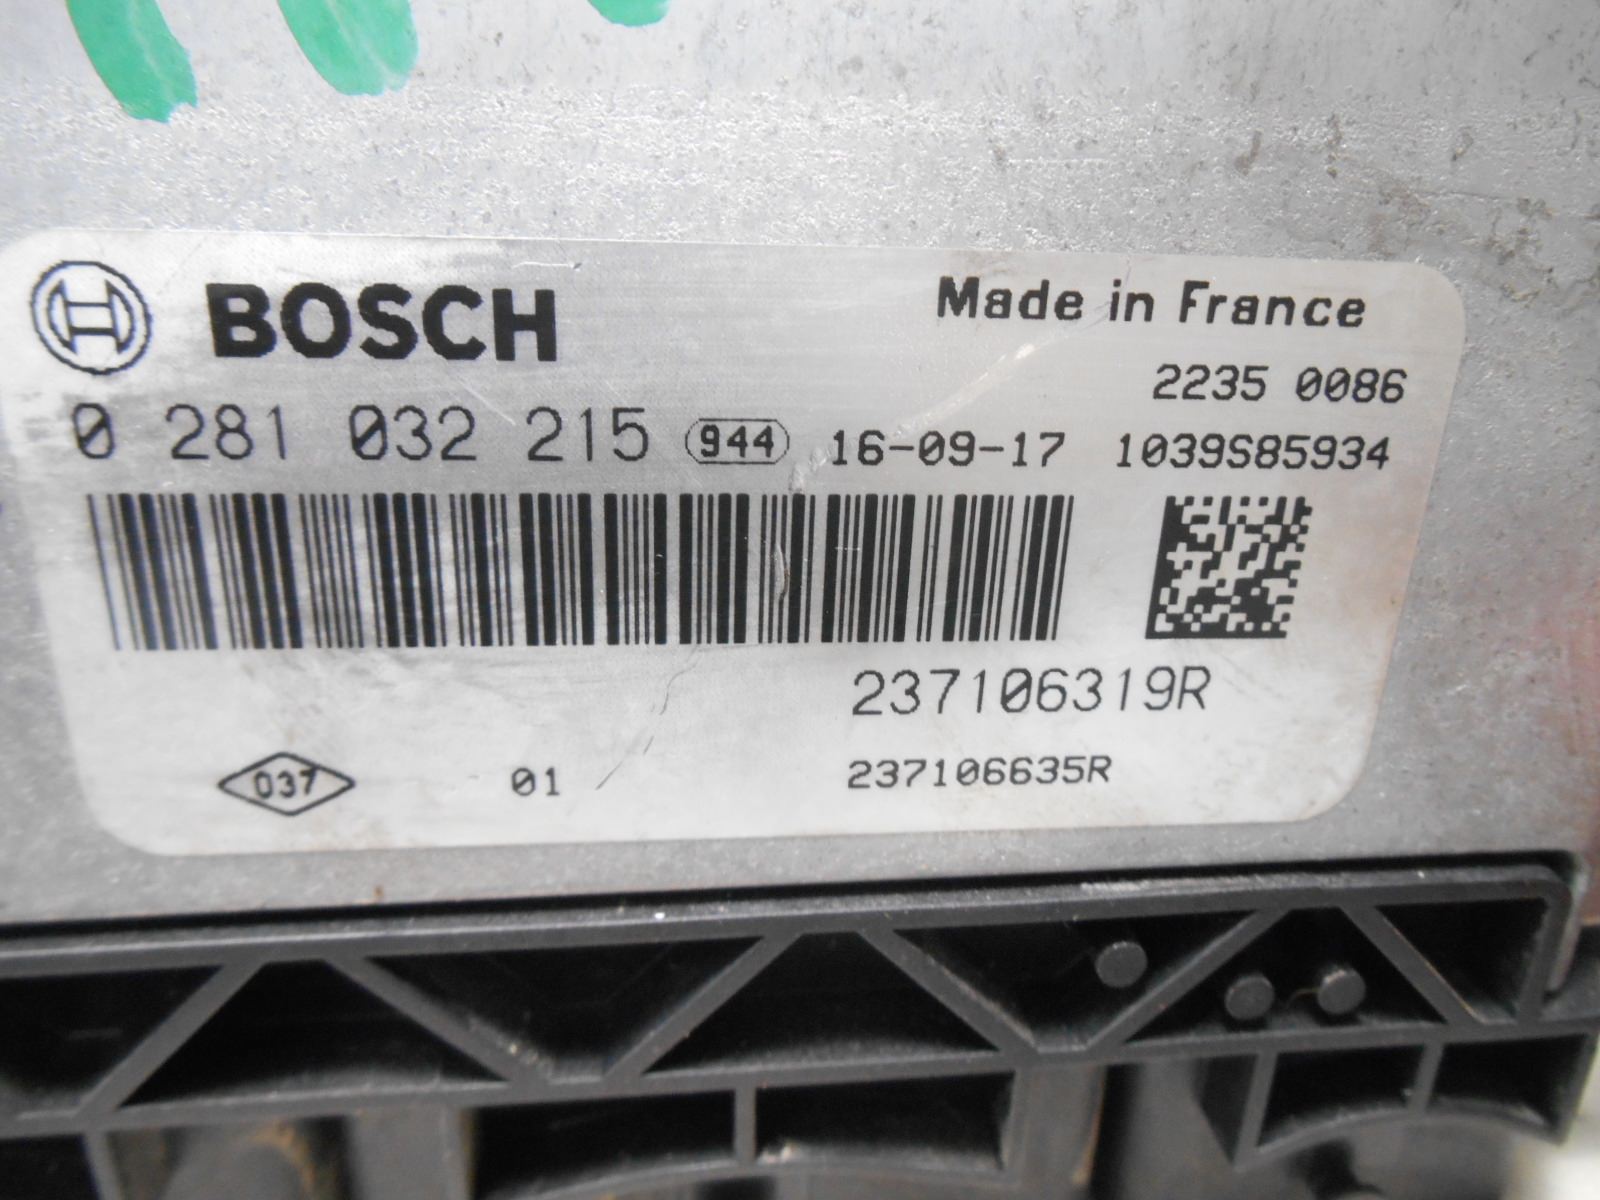 BOSCH Made in France
2235 0086
0 281 032 215 944 16-09-17 1039S85934
237106319R
037 01 237106635R